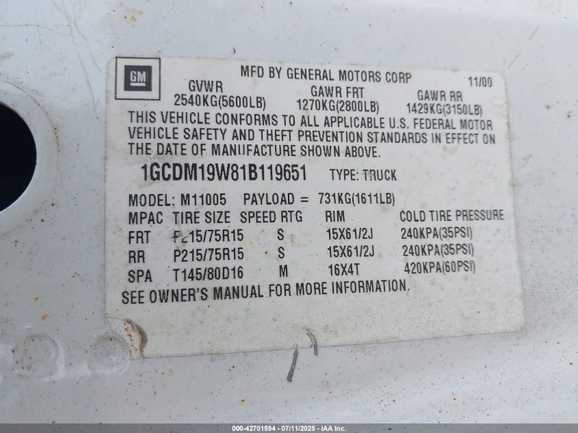 GM
MFD BY GENERAL MOTORS CORP 11/00
GVWR GAWR FRT GAWR RR
2540KG(5600LB) 1270KG(2800LB) 1429KG(3150LB)
THIS VEHICLE CONFORMS TO ALL APPLICABLE U.S. FEDERAL MOTOR
VEHICLE SAFETY AND THEFT PREVENTION STANDARDS IN EFFECT ON
THE DATE OF MANUFACTURE SHOWN ABOVE.
1GCDM19W81B119651 TYPE: TRUCK
MODEL: M11005 PAYLOAD = 731KG(1611LB)
MPAC TIRE SIZE SPEED RTG RIM COLD TIRE PRESSURE
FRT P215/75R15 S 15X61/2J 240KPA(35PSI)
RR P215/75R15 S 15X61/2J 240KPA(35PSI)
SPA T145/80D16 M 16X4T 420KPA(60PSI)
SEE OWNER'S MANUAL FOR MORE INFORMATION.
000-42701594 - 07/11/2025 - IAA Inc.